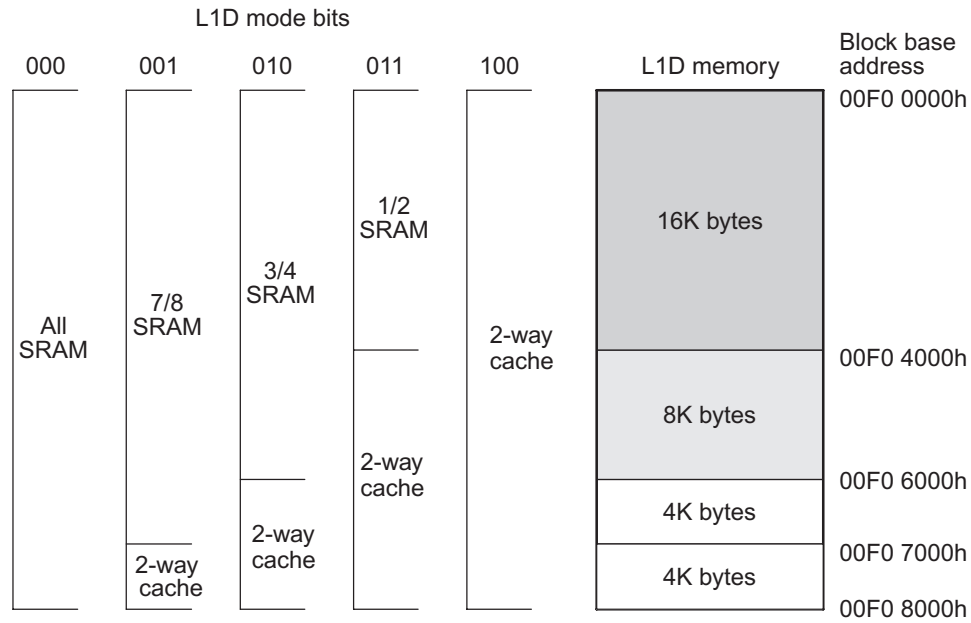 L1D mode bits
000 001 010 011 100 L1D memory
Block base
address
00F0 0000h
1/2
SRAM
16K bytes
3/4
SRAM
7/8
SRAM
All
SRAM
2-way
cache
00F0 4000h
8K bytes
2-way
cache
00F0 6000h
4K bytes
2-way
cache
00F0 7000h
2-way
cache
4K bytes
00F0 8000h